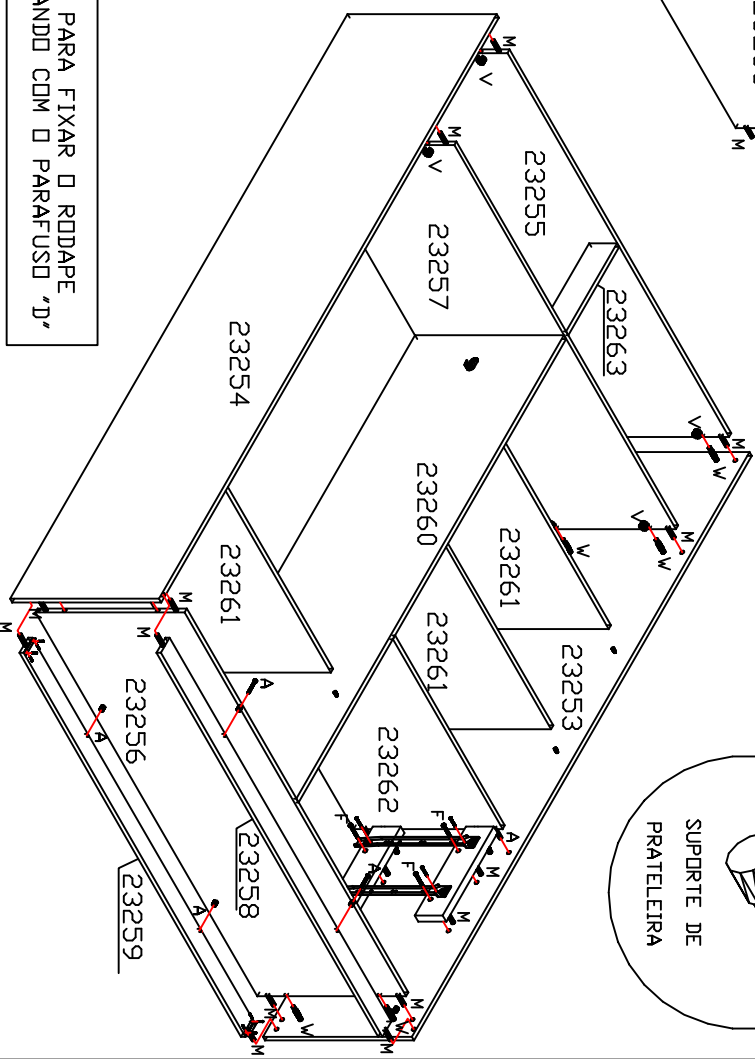 PARA FIXAR O RODAPE
ANDO COM O PARAFUSO "D"
SUPORTE DE
PRATELEIRA
M
M
V
M
V
23255
23257
23263
23254
V
M
W
V
M
W
W
23260
23261
23261
23261
23253
23262
A
F
F
F
F
A
M
M
M
M
M
M
A
A
A
23256
23258
23259
M
W
M
M
W
M